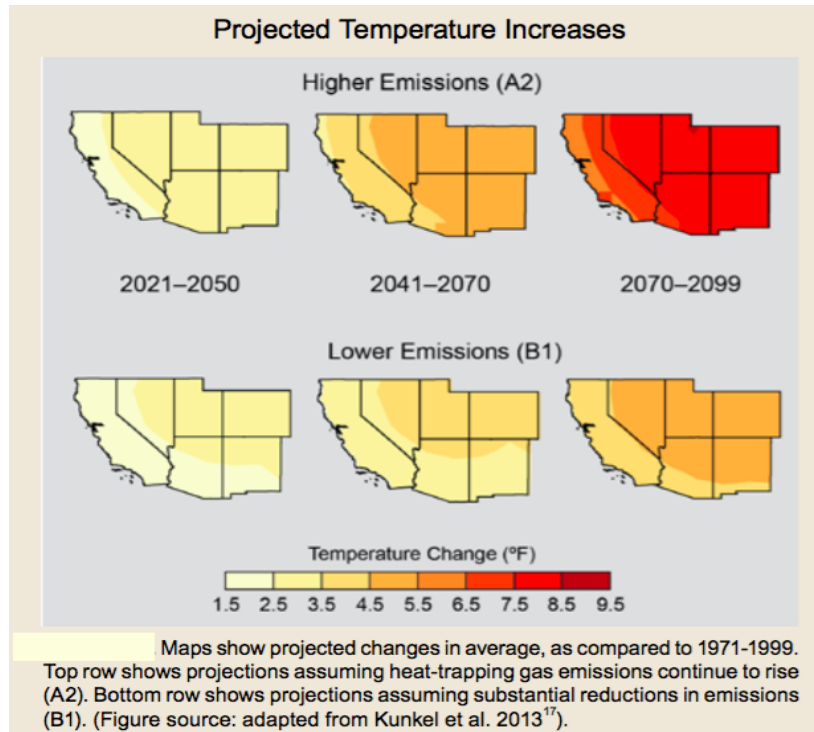 Projected Temperature Increases
Higher Emissions (A2)
2021–2050 2041–2070 2070–2099
Lower Emissions (B1)
Temperature Change (ºF)
1.5 2.5 3.5 4.5 5.5 6.5 7.5 8.5 9.5
. Maps show projected changes in average, as compared to 1971-1999.
Top row shows projections assuming heat-trapping gas emissions continue to rise
(A2). Bottom row shows projections assuming substantial reductions in emissions
(B1). (Figure source: adapted from Kunkel et al. 2013¹⁷).